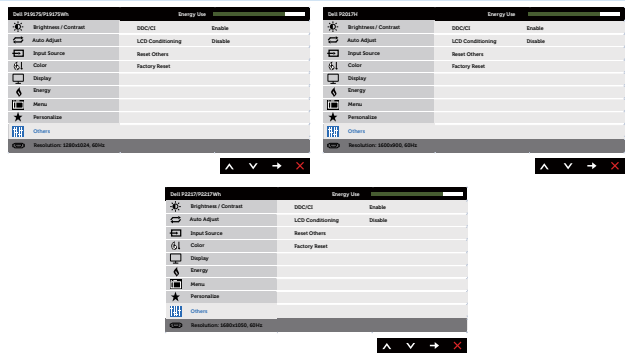 Dell P1917S/P1917SWh Energy Use
Brightness / Contrast DDC/CI Enable
Auto Adjust LCD Conditioning Disable
Input Source Reset Others
Color Factory Reset
Display
Energy
Menu
Personalize
Others
Resolution: 1280x1024, 60Hz
Dell P2017H Energy Use
Brightness / Contrast DDC/CI Enable
Auto Adjust LCD Conditioning Disable
Input Source Reset Others
Color Factory Reset
Display
Energy
Menu
Personalize
Others
Resolution: 1600x900, 60Hz
Dell P2217/P2217Wh Energy Use
Brightness / Contrast DDC/CI Enable
Auto Adjust LCD Conditioning Disable
Input Source Reset Others
Color Factory Reset
Display
Energy
Menu
Personalize
Others
Resolution: 1680x1050, 60Hz